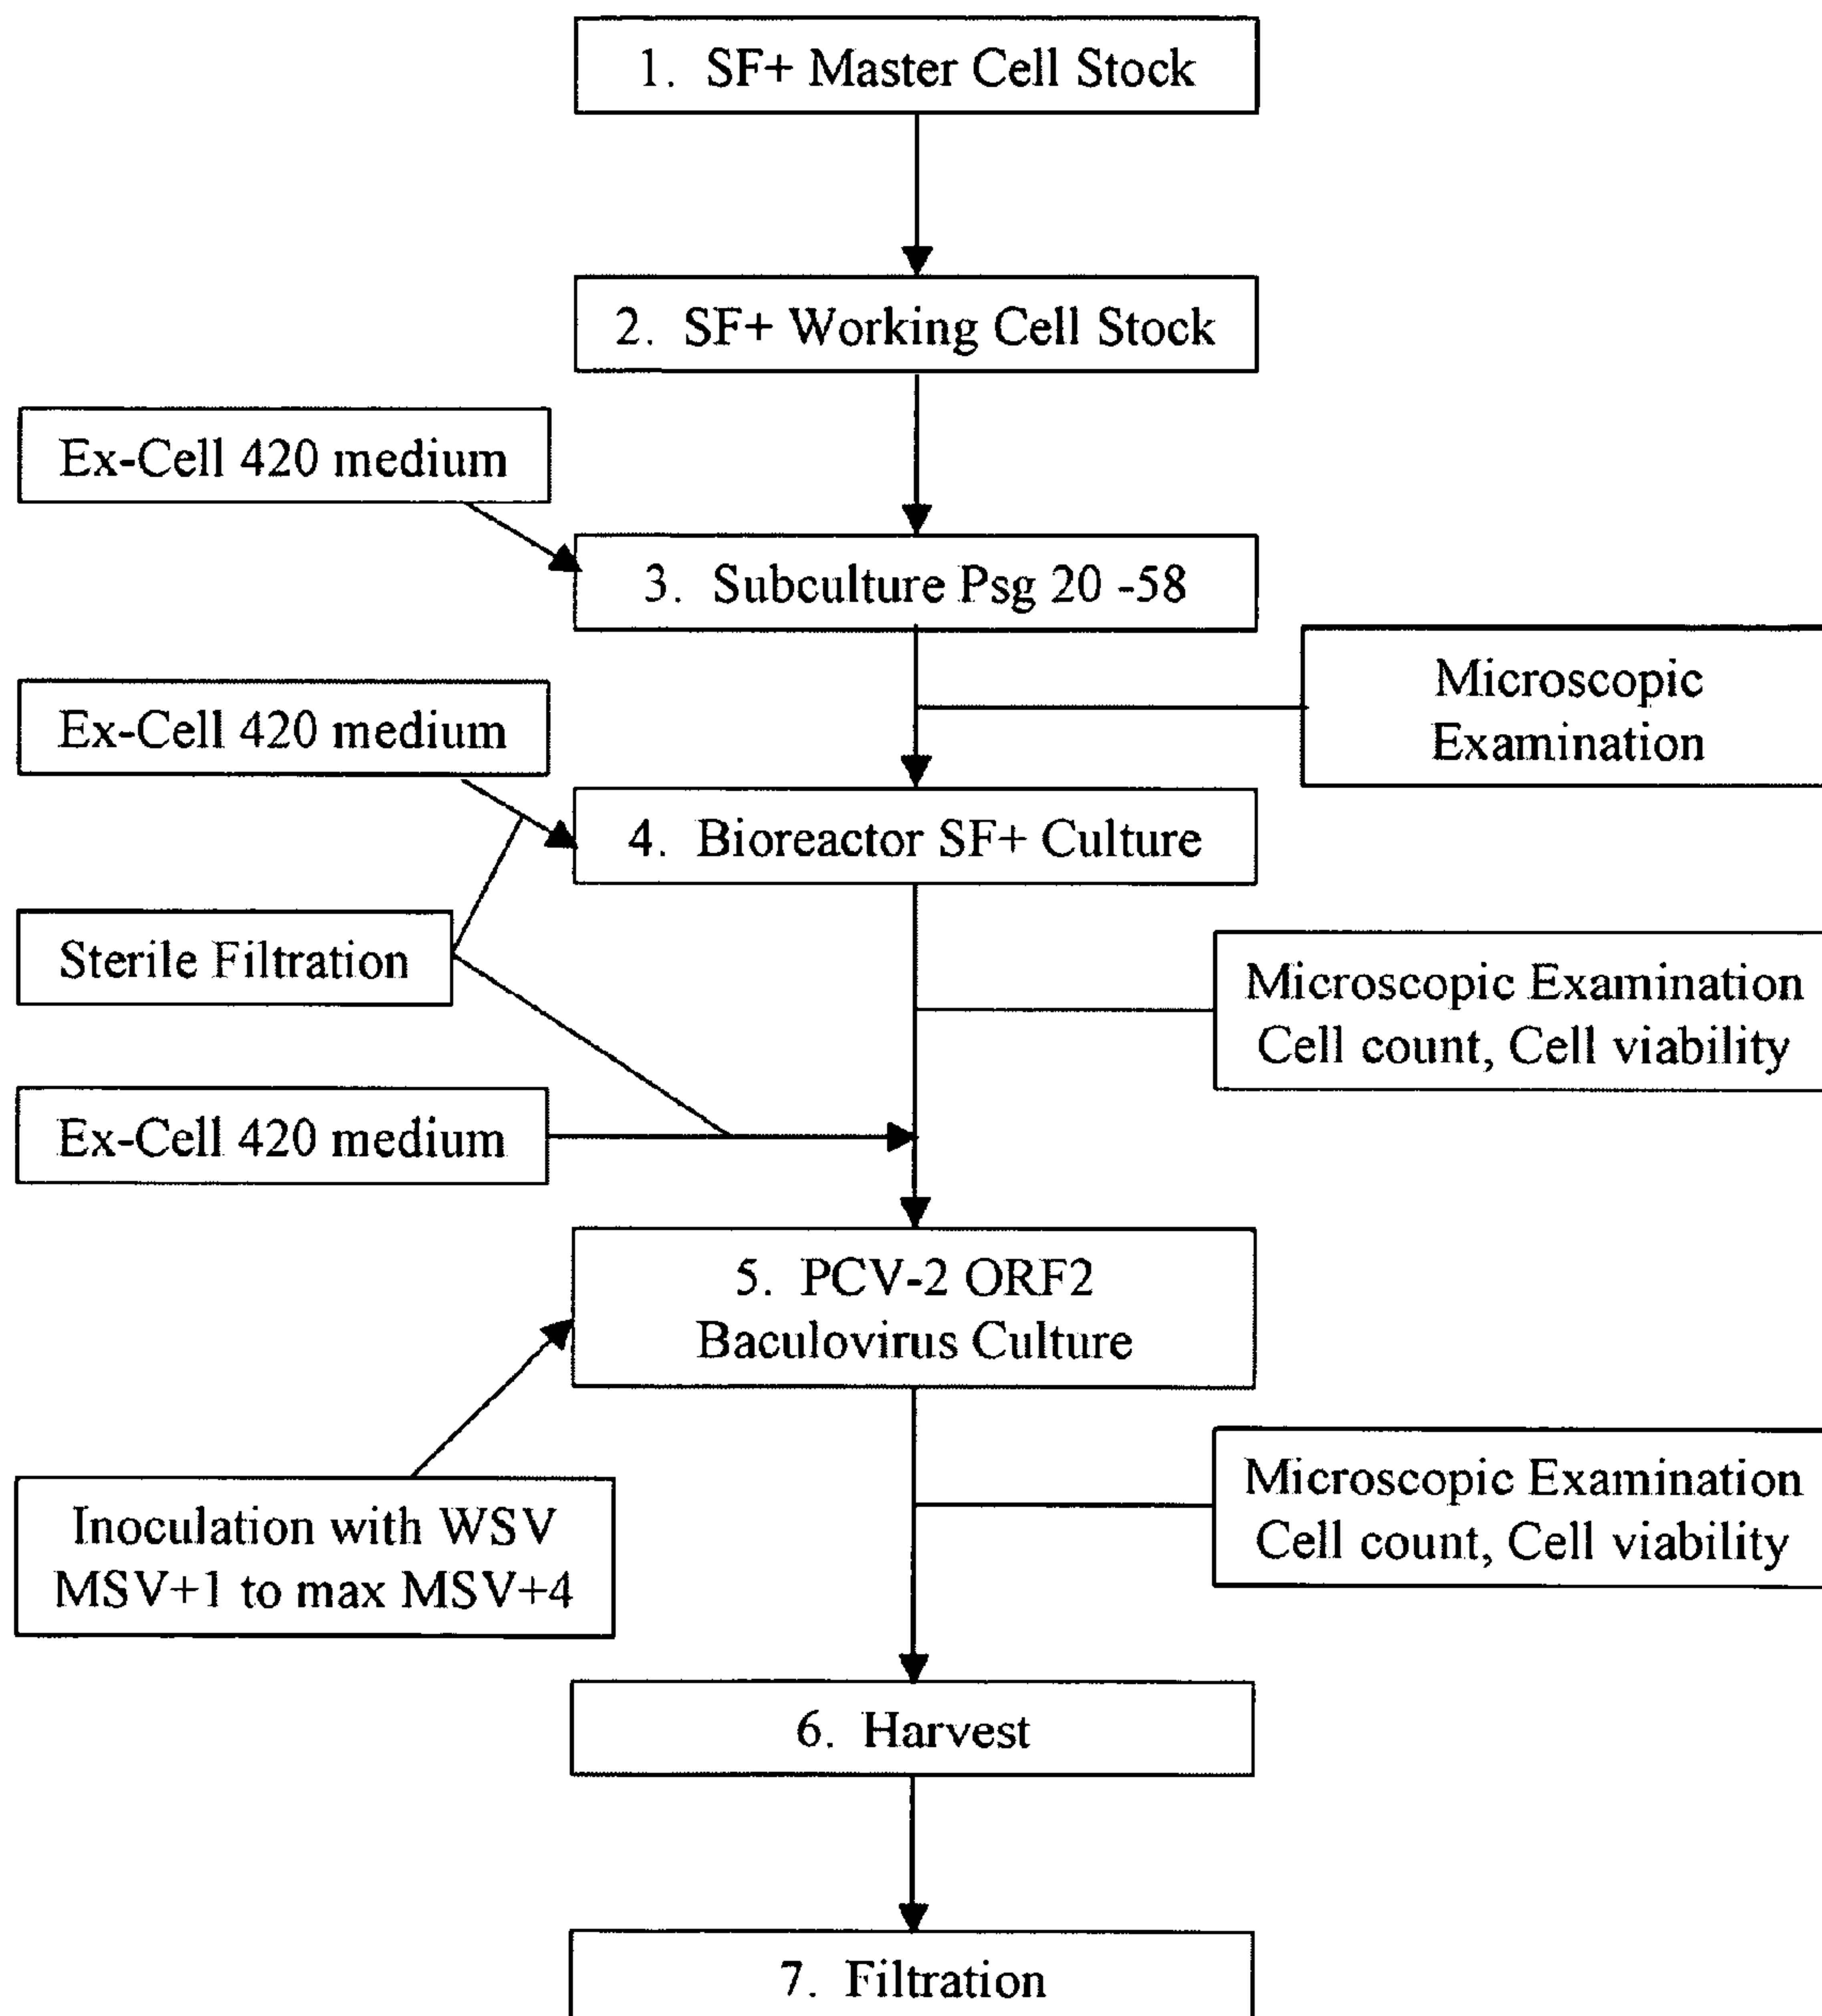 1. SF+ Master Cell Stock
2. SF+ Working Cell Stock
Ex-Cell 420 medium
3. Subculture Psg 20 -58
Microscopic
Examination
Ex-Cell 420 medium
4. Bioreactor SF+ Culture
Sterile Filtration
Microscopic Examination
Cell count, Cell viability
Ex-Cell 420 medium
5. PCV-2 ORF2
Baculovirus Culture
Inoculation with WSV
MSV+1 to max MSV+4
Microscopic Examination
Cell count, Cell viability
6. Harvest
7. Filtration